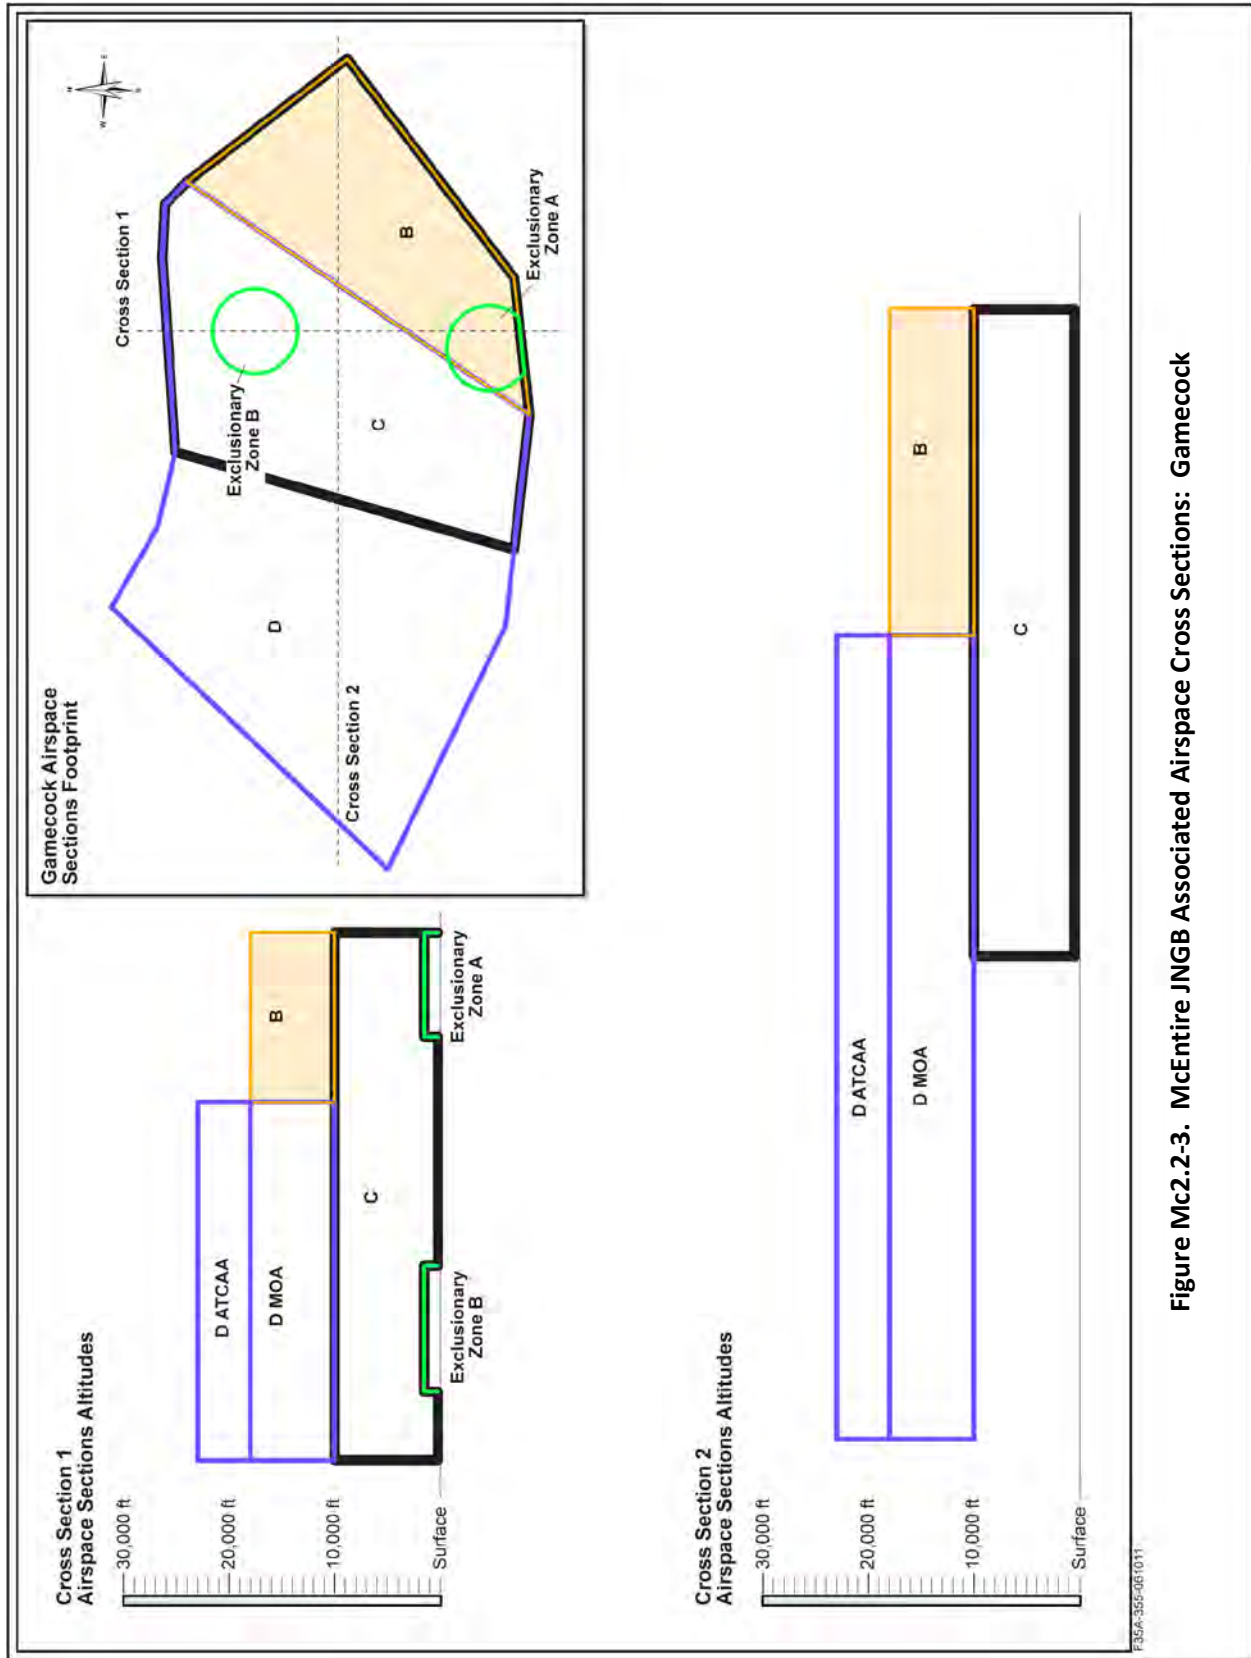 Cross Section 1
Airspace Sections Altitudes
30,000 ft
20,000 ft
10,000 ft
Surface
D ATCAA
D MOA
B
C
Exclusionary
Zone B
Exclusionary
Zone A
Gamecock Airspace
Sections Footprint
N
E
S
W
Cross Section 1
Cross Section 2
Exclusionary
Zone B
Exclusionary
Zone A
B
C
D
Cross Section 2
Airspace Sections Altitudes
30,000 ft
20,000 ft
10,000 ft
Surface
D ATCAA
D MOA
B
C
F35A-355-061011
Figure Mc2.2-3. McEntire JNGB Associated Airspace Cross Sections: Gamecock